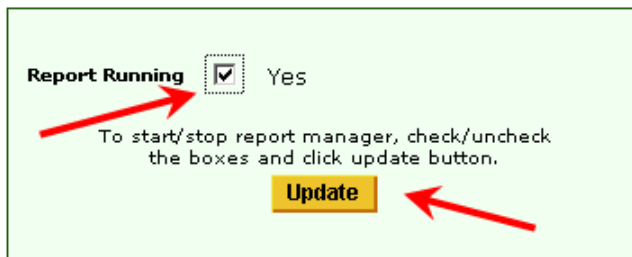 Report Running Yes
To start/stop report manager, check/uncheck
the boxes and click update button.
Update